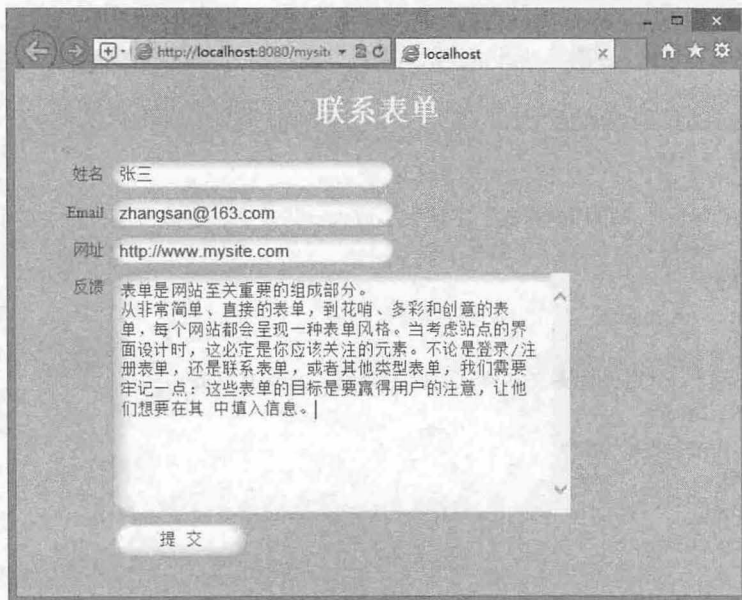 http://localhost:8080/mysite
localhost
联系表单
姓名 张三
Email zhangsan@163.com
网址 http://www.mysite.com
反馈 表单是网站至关重要的组成部分。
从非常简单、直接的表单，到花哨、多彩和创意的表
单，每个网站都会呈现一种表单风格。当考虑站点的界
面设计时，这必定是你应该关注的元素。不论是登录/注
册表单，还是联系表单，或者其他类型表单，我们需要
牢记一点：这些表单的目标是要赢得用户的注意，让他
们想要在其 中填入信息。
提 交